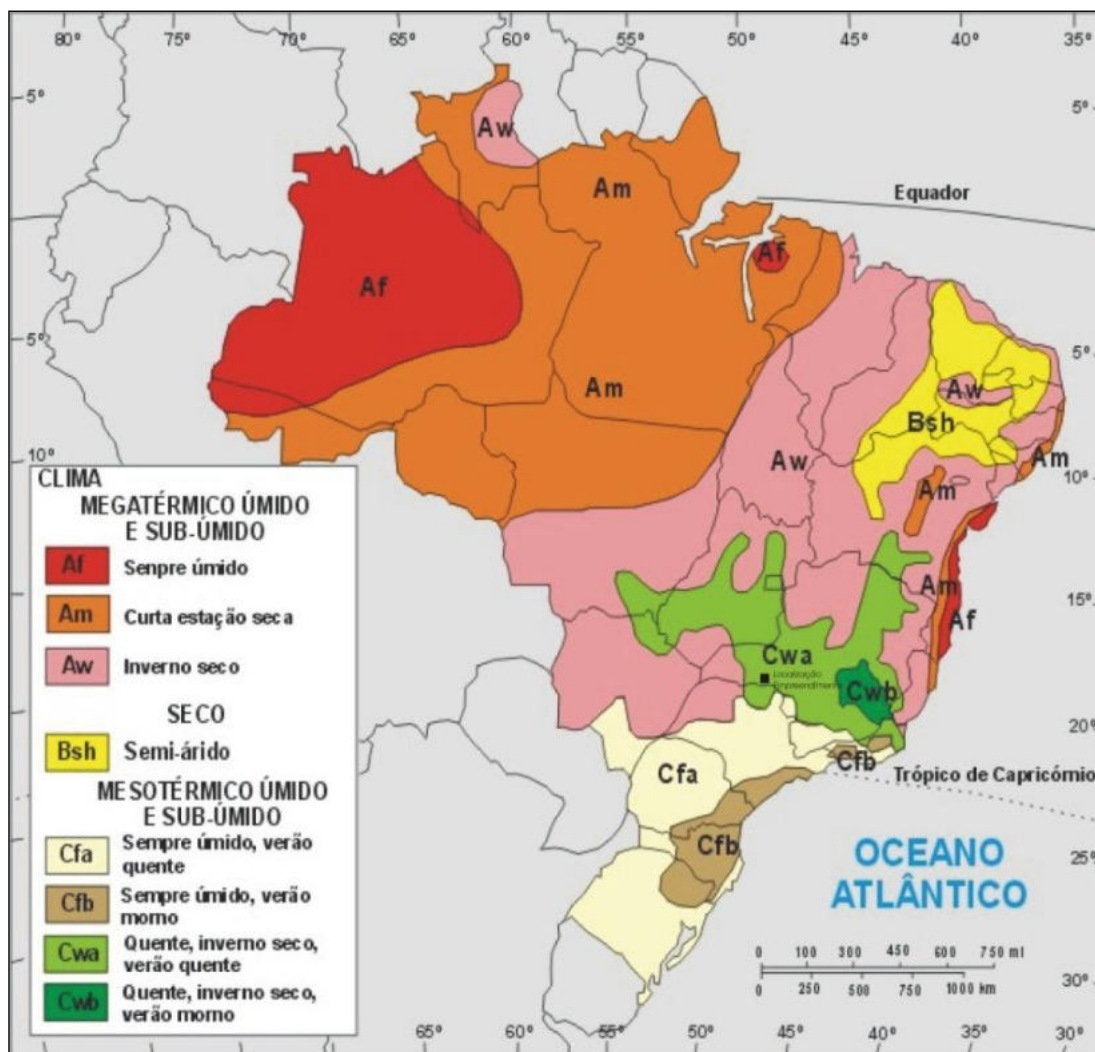 80° 75° 70° 60° 55° 50° 45° 40° 35°
5° 5°
Aw
Am
Equador
Af
Af
5° 5°
Am
Aw
Bsh
Aw
Am
10° 10°
Am
CLIMA
MEGATÉRMICO ÚMIDO
E SUB-ÚMIDO
Af Senpre úmido
Am Curta estação seca
Aw Inverno seco
SECO
Bsh Semi-árido
MESOTÉRMICO ÚMIDO
E SUB-ÚMIDO
Cfa Sempre úmido, verão
quente
Cfb Sempre úmido, verão
morno
Cwa Quente, inverno seco,
verão quente
Cwb Quente, inverno seco,
verão morno
Am
15°
Af
Cwa
Localização
Empreendimento
Cwb
20°
Cfb
Cfa
Trópico de Capricórnio
Cfb
OCEANO
ATLÂNTICO
25°
0 100 300 450 600 750 ml
0 250 500 750 1000 km
30°
65° 60° 55° 50° 45° 40° 35° 30°